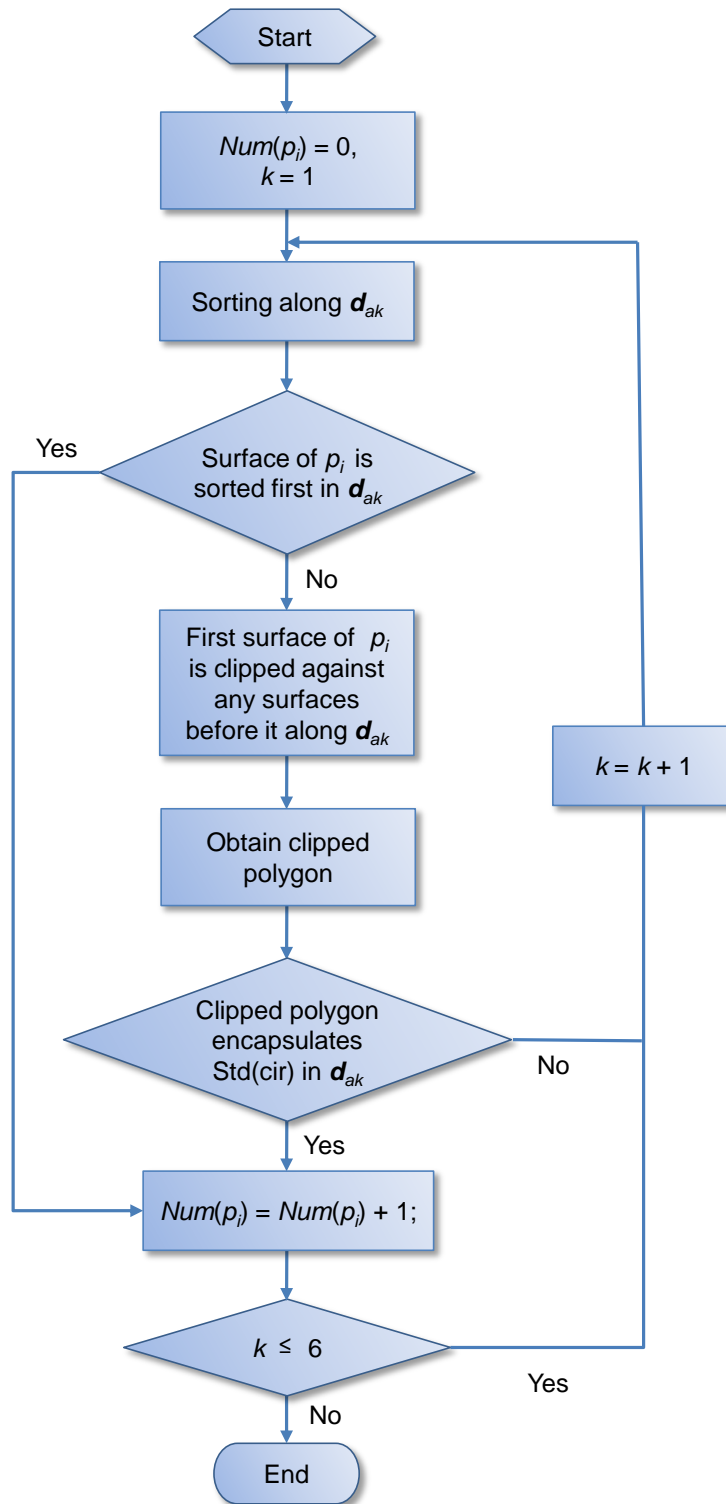 Start
Num(pᵢ) = 0,
k = 1
Sorting along dₐₖ
Yes
Surface of pᵢ is
sorted first in dₐₖ
No
First surface of pᵢ
is clipped against
any surfaces
before it along dₐₖ
k = k + 1
Obtain clipped
polygon
Clipped polygon
encapsulates
Std(cir) in dₐₖ
No
Yes
Num(pᵢ) = Num(pᵢ) + 1;
k ≤ 6
Yes
No
End